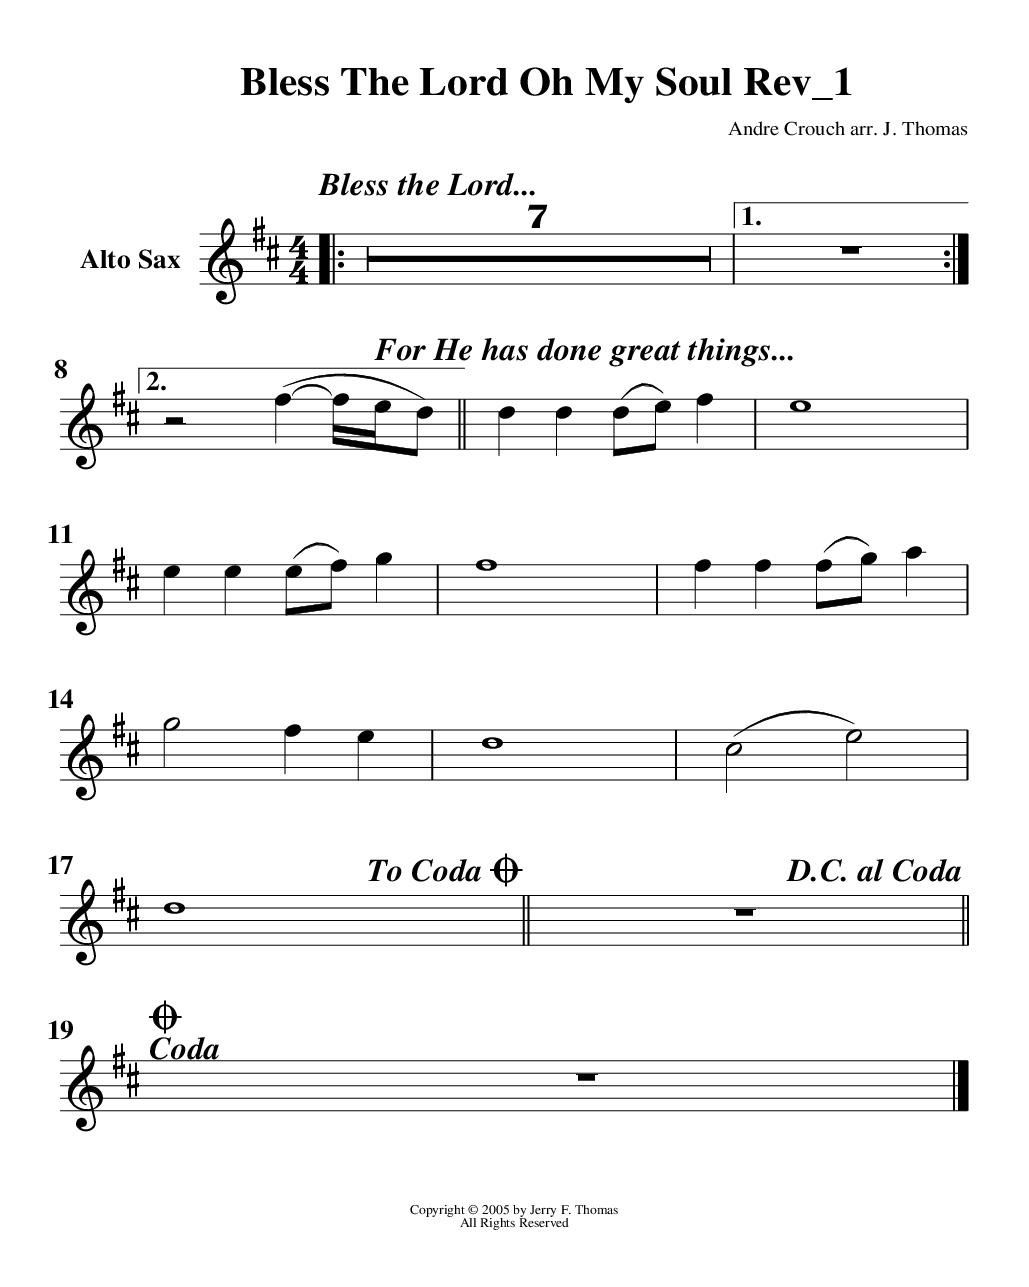 Bless The Lord Oh My Soul Rev_1
Andre Crouch arr. J. Thomas
Bless the Lord...
7
1.
Alto Sax
4
4
For He has done great things...
8
2.
11
14
17
To Coda
D.C. al Coda
19
Coda
Copyright © 2005 by Jerry F. Thomas
All Rights Reserved